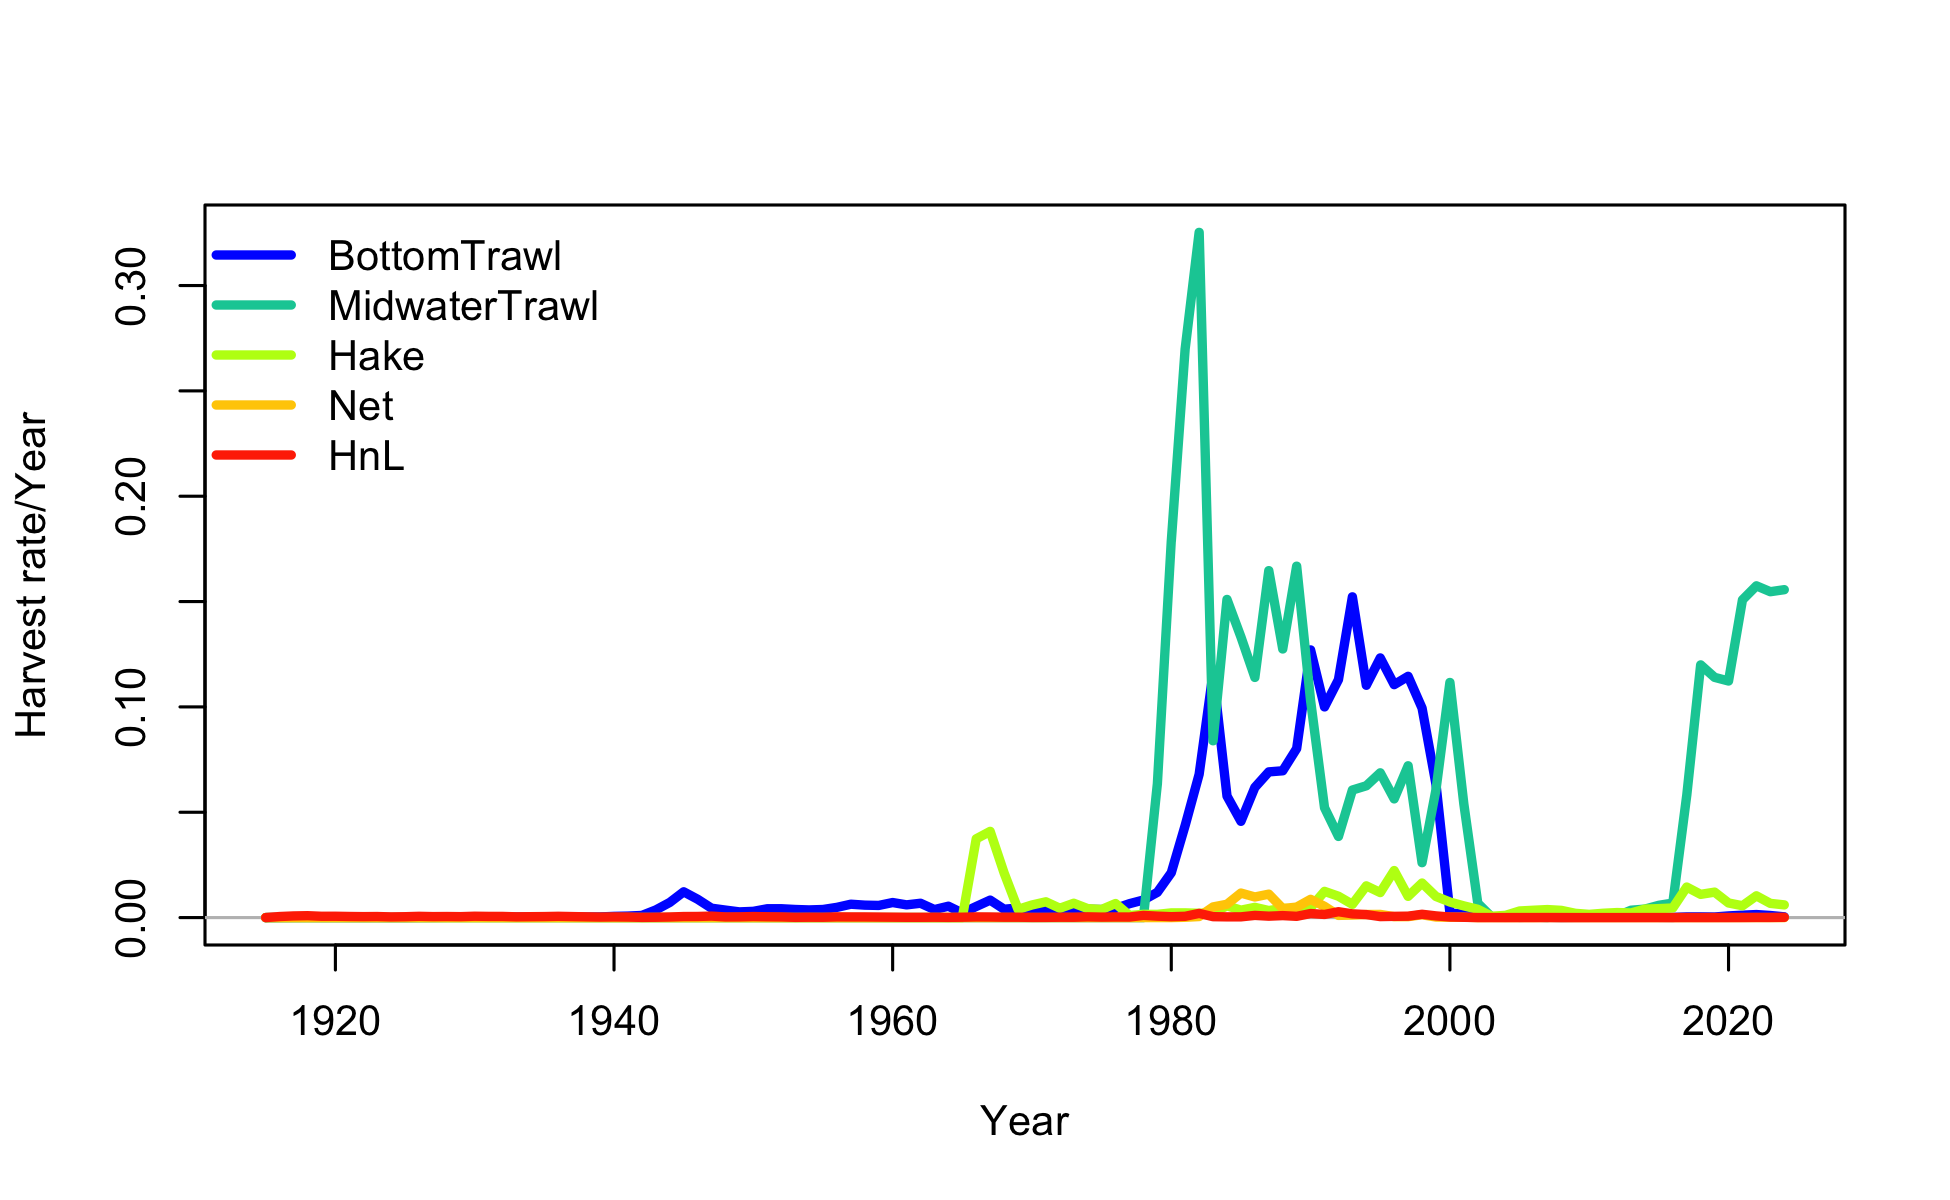 BottomTrawl
MidwaterTrawl
Hake
Net
HnL
Harvest rate/Year
0.30
0.20
0.10
0.00
1920 1940 1960 1980 2000 2020
Year